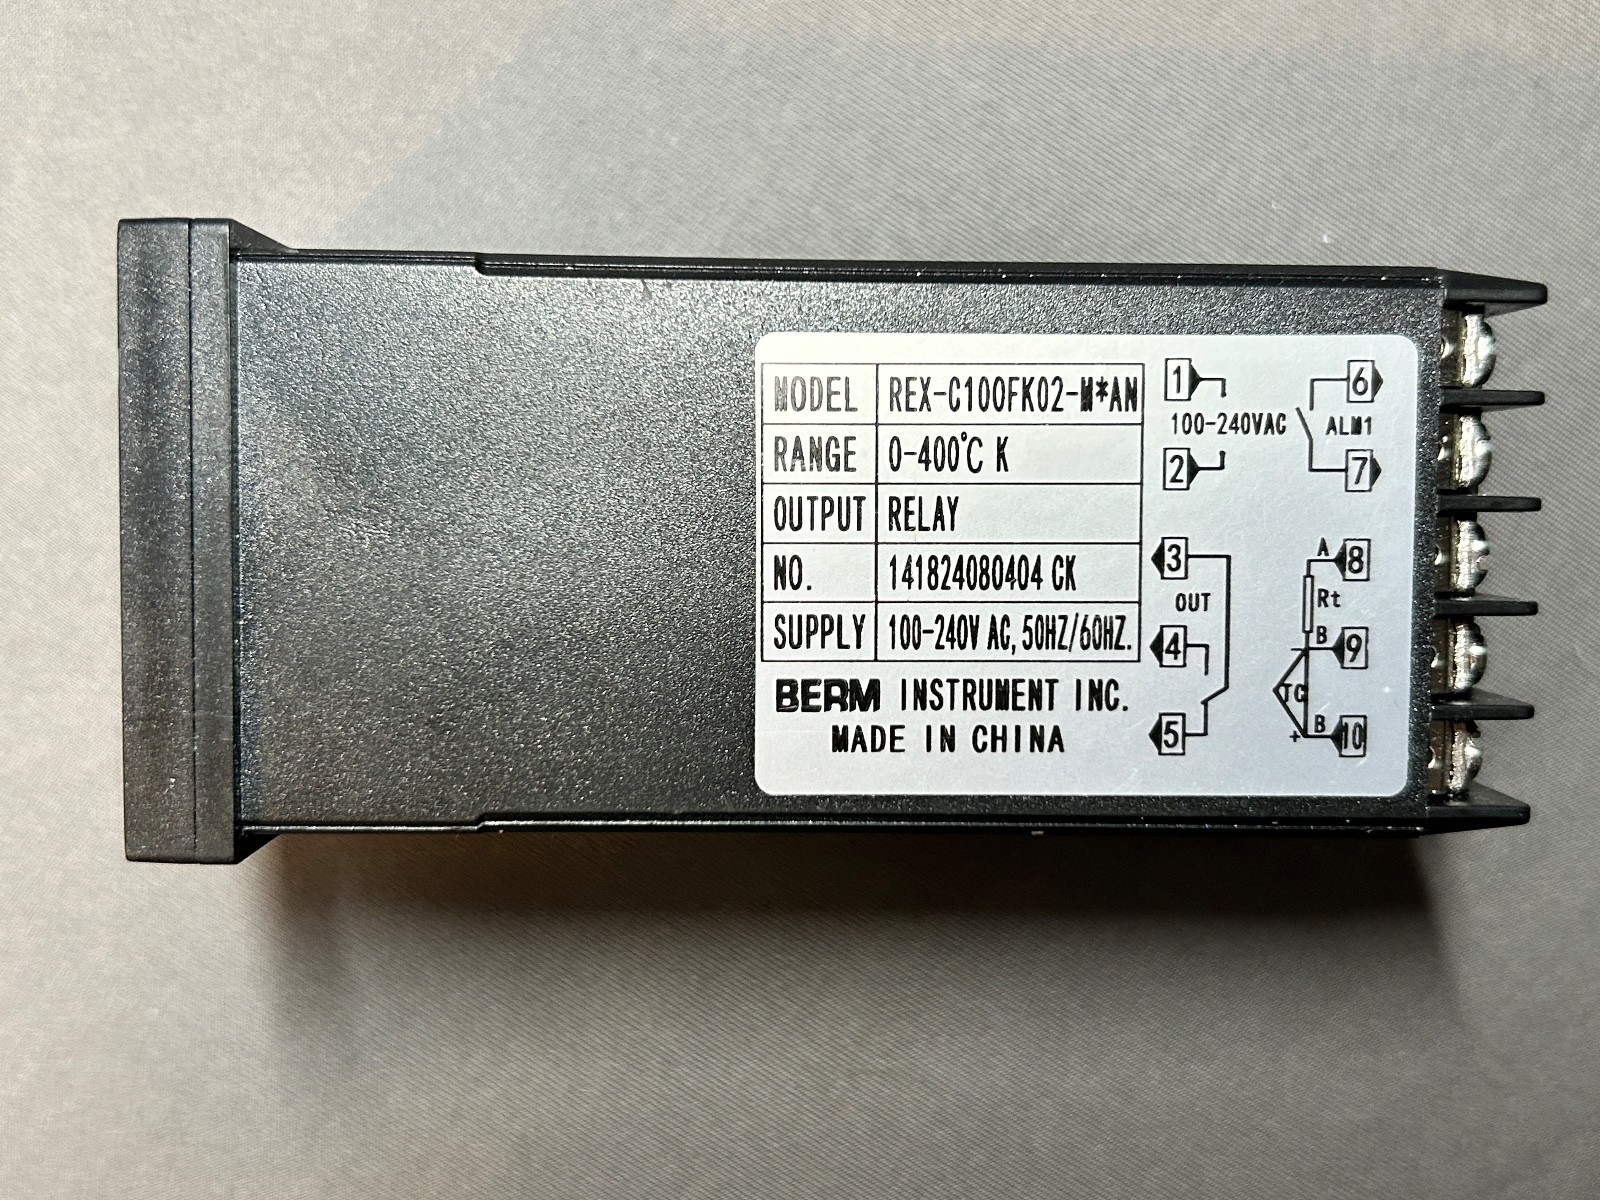 MODEL REX-C100FK02-M*AN
RANGE 0-400℃ K
OUTPUT RELAY
NO. 141824080404 CK
SUPPLY 100-240V AC, 50HZ/60HZ.
BERM INSTRUMENT INC.
MADE IN CHINA
1
100-240VAC
2
3
OUT
4
5
6
ALM1
7
A 8
Rt
B 9
- TC
+ B 10